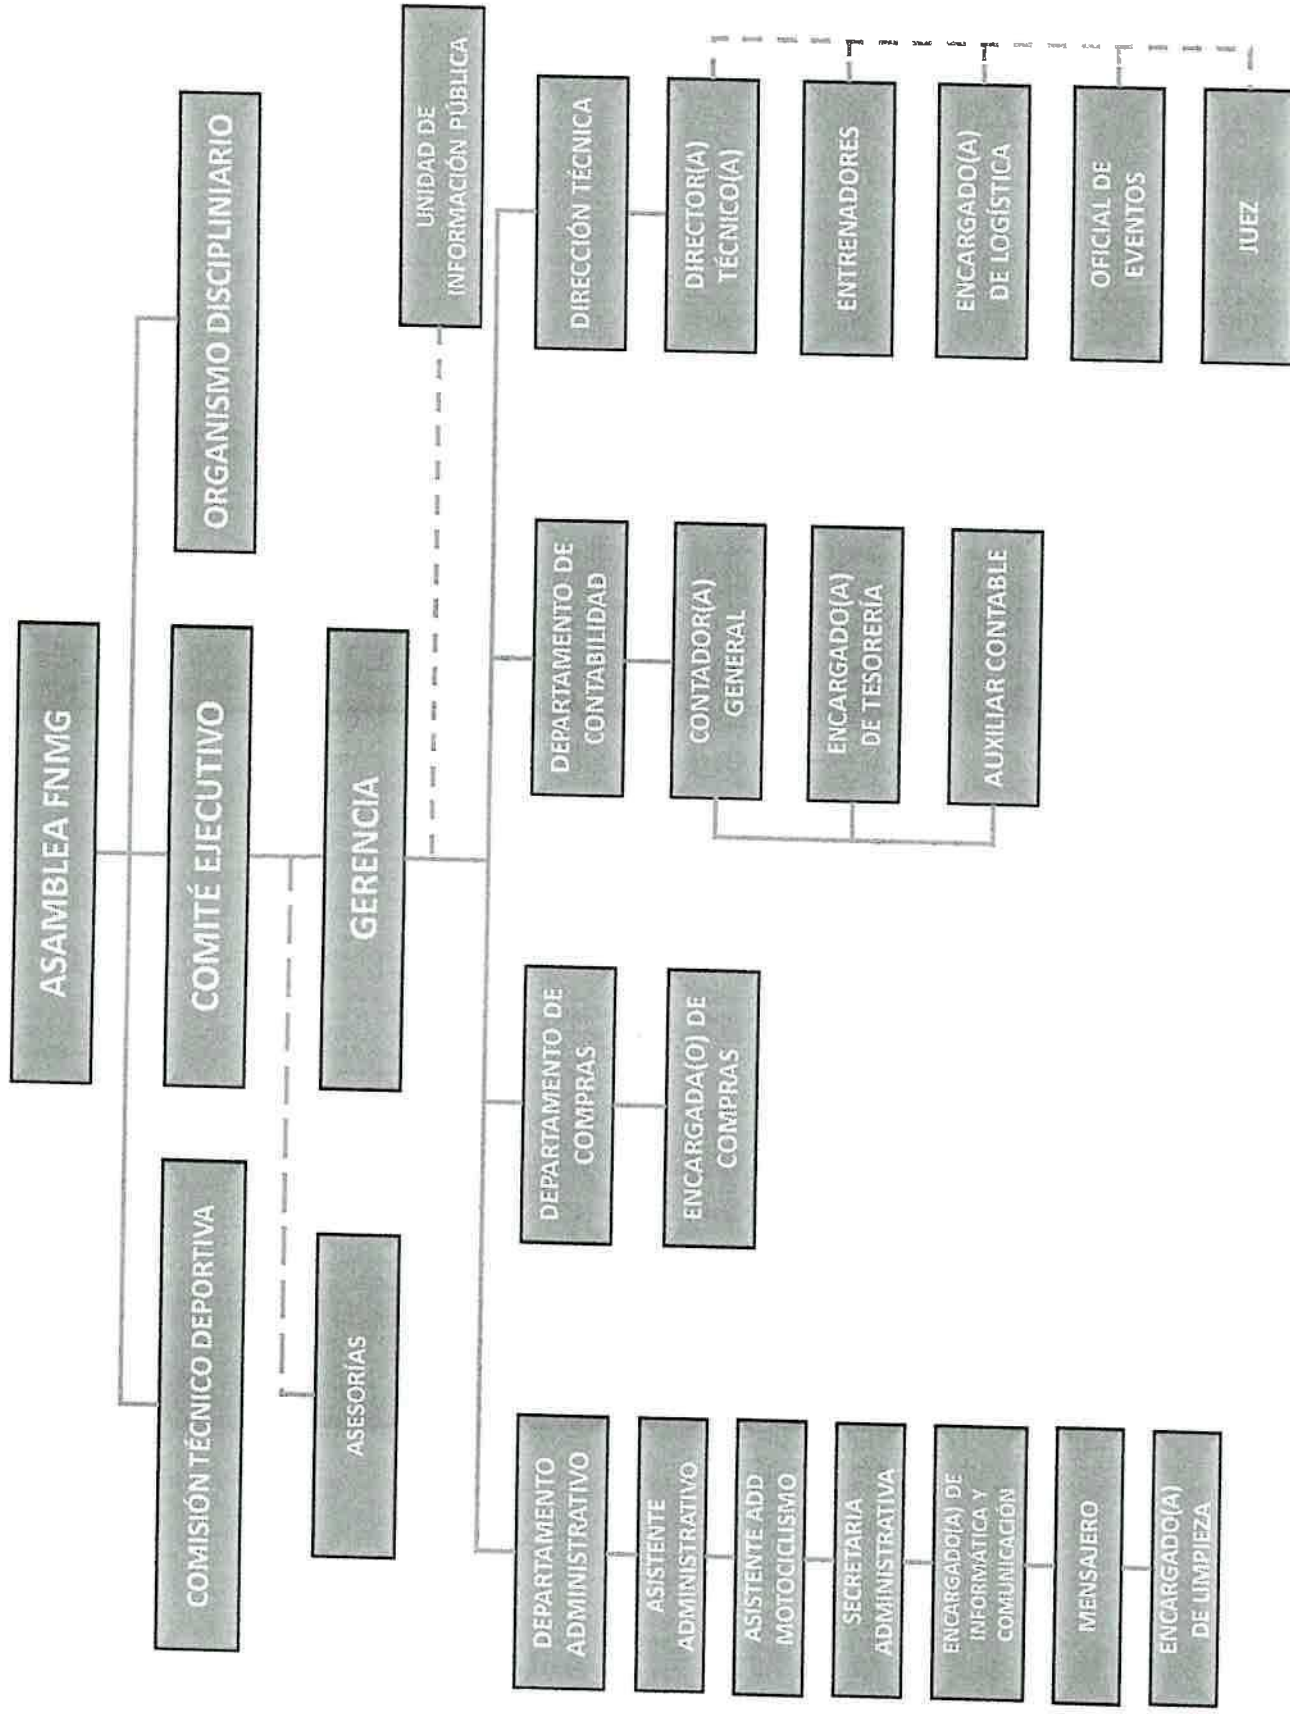 ASAMBLEA FNMG
COMISIÓN TÉCNICO DEPORTIVA
COMITÉ EJECUTIVO
ORGANISMO DISCIPLINIARIO
ASESORÍAS
GERENCIA
UNIDAD DE
INFORMACIÓN PÚBLICA
DEPARTAMENTO
ADMINISTRATIVO
ASISTENTE
ADMINISTRATIVO
ASISTENTE ADD
MOTOCICLISMO
SECRETARIA
ADMINISTRATIVA
ENCARGADO(A) DE
INFORMÁTICA Y
COMUNICACIÓN
MENSAJERO
ENCARGADO(A)
DE LIMPIEZA
DEPARTAMENTO DE
COMPRAS
ENCARGADA(O) DE
COMPRAS
DEPARTAMENTO DE
CONTABILIDAD
CONTADOR(A)
GENERAL
ENCARGADO(A)
DE TESORERÍA
AUXILIAR CONTABLE
DIRECCIÓN TÉCNICA
DIRECTOR(A)
TÉCNICO(A)
ENTRENADORES
ENCARGADO(A)
DE LOGÍSTICA
OFICIAL DE
EVENTOS
JUEZ